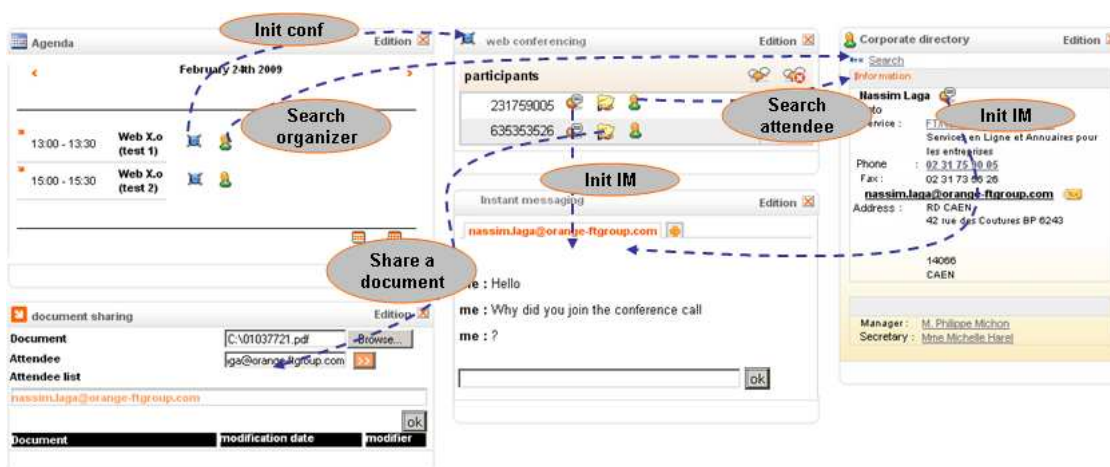 Init conf
Agenda
Edition
February 24th 2009
Search organizer
13:00 - 13:30
Web X.o (test 1)
15:00 - 15:30
Web X.o (test 2)
web conferencing
Edition
participants
231759005
635353526
Search attendee
Init IM
Instant messaging
Edition
nassim.laga@orange-ftgroup.com
me : Hello
me : Why did you join the conference call
me : ?
ok
Share a document
document sharing
Edition
Document
C:\01037721.pdf
Browse...
Attendee
iga@orange-ftgroup.com
>>
Attendee list
nassim.laga@orange-ftgroup.com
ok
Document
modification date
modifier
Corporate directory
Edition
Search
Information
Nassim Laga
Init IM
Service :
Services en Ligne et Annuaires pour
les entreprises
Phone :
Fax :
nassim.laga@orange-ftgroup.com
Address :
RD CAEN
42 rue des Coutures BP 6243
14066
CAEN
Manager :
M. Philippe Michon
Secretary :
Mme Michelle Harel